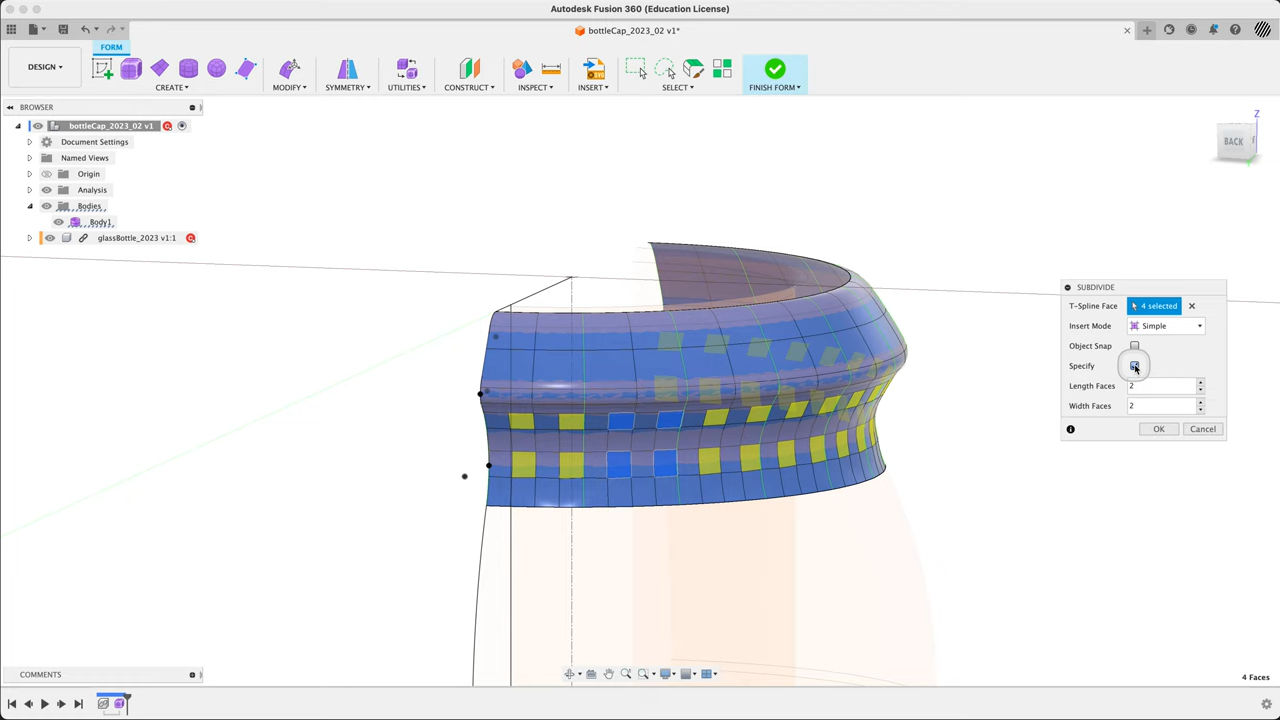 Autodesk Fusion 360 (Education License)
bottleCap_2023_02 v1*
FORM
DESIGN
CREATE
MODIFY
SYMMETRY
UTILITIES
CONSTRUCT
INSPECT
INSERT
SELECT
FINISH FORM
BROWSER
bottleCap_2023_02 v1
Document Settings
Named Views
Origin
Analysis
Bodies
Body1
glassBottle_2023 v1:1
Z
BACK
SUBDIVIDE
T-Spline Face 4 selected
Insert Mode Simple
Object Snap
Specify
Length Faces 2
Width Faces 2
OK Cancel
COMMENTS
4 Faces